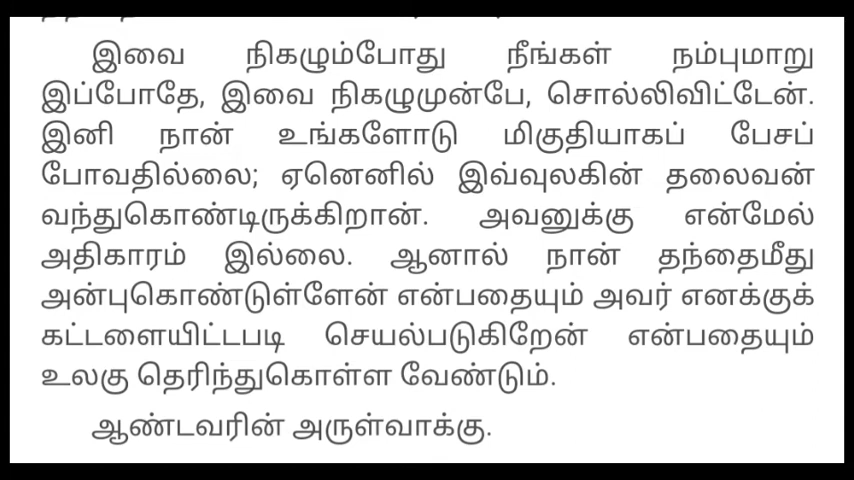 இவை நிகழும்போது நீங்கள் நம்புமாறு
இப்போதே, இவை நிகழுமுன்பே, சொல்லிவிட்டேன்.
இனி நான் உங்களோடு மிகுதியாகப் பேசப்
போவதில்லை; ஏனெனில் இவ்வுலகின் தலைவன்
வந்துகொண்டிருக்கிறான். அவனுக்கு என்மேல்
அதிகாரம் இல்லை. ஆனால் நான் தந்தைமீது
அன்புகொண்டுள்ளேன் என்பதையும் அவர் எனக்குக்
கட்டளையிட்டபடி செயல்படுகிறேன் என்பதையும்
உலகு தெரிந்துகொள்ள வேண்டும்.
ஆண்டவரின் அருள்வாக்கு.